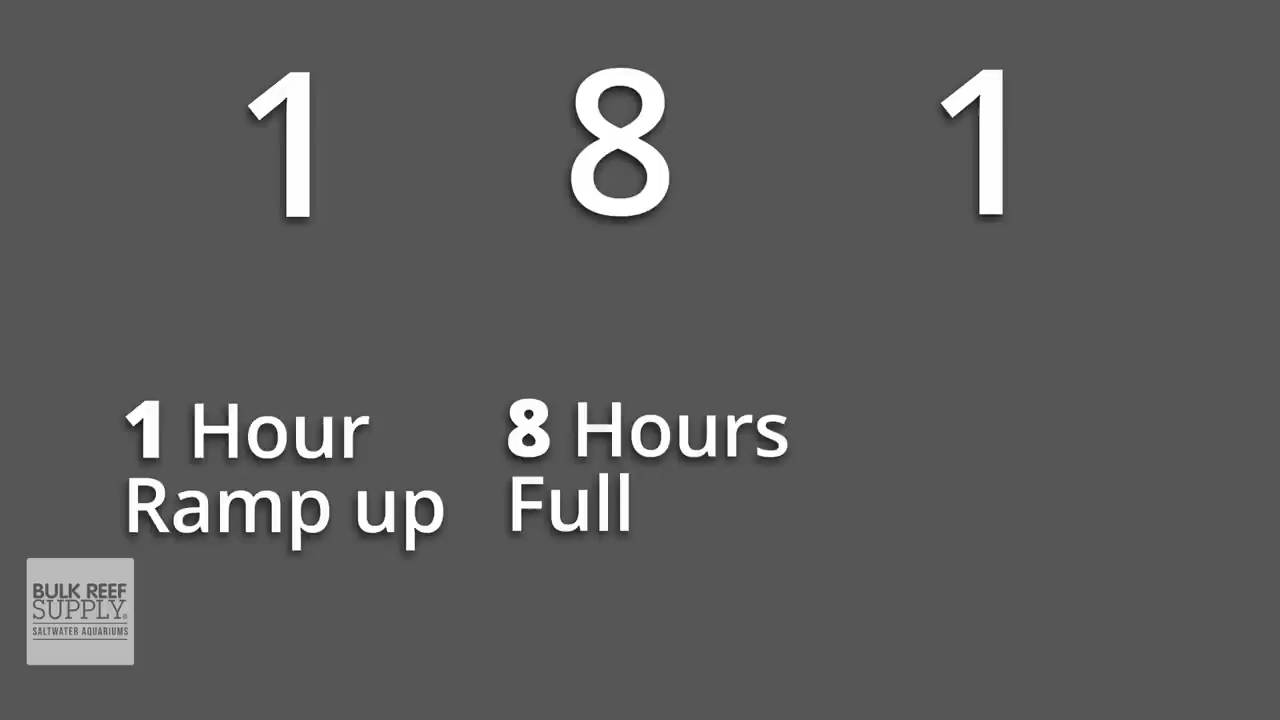 1 8 1
1 Hour
Ramp up
8 Hours
Full
BULK REEF
SUPPLY®
SALTWATER AQUARIUMS